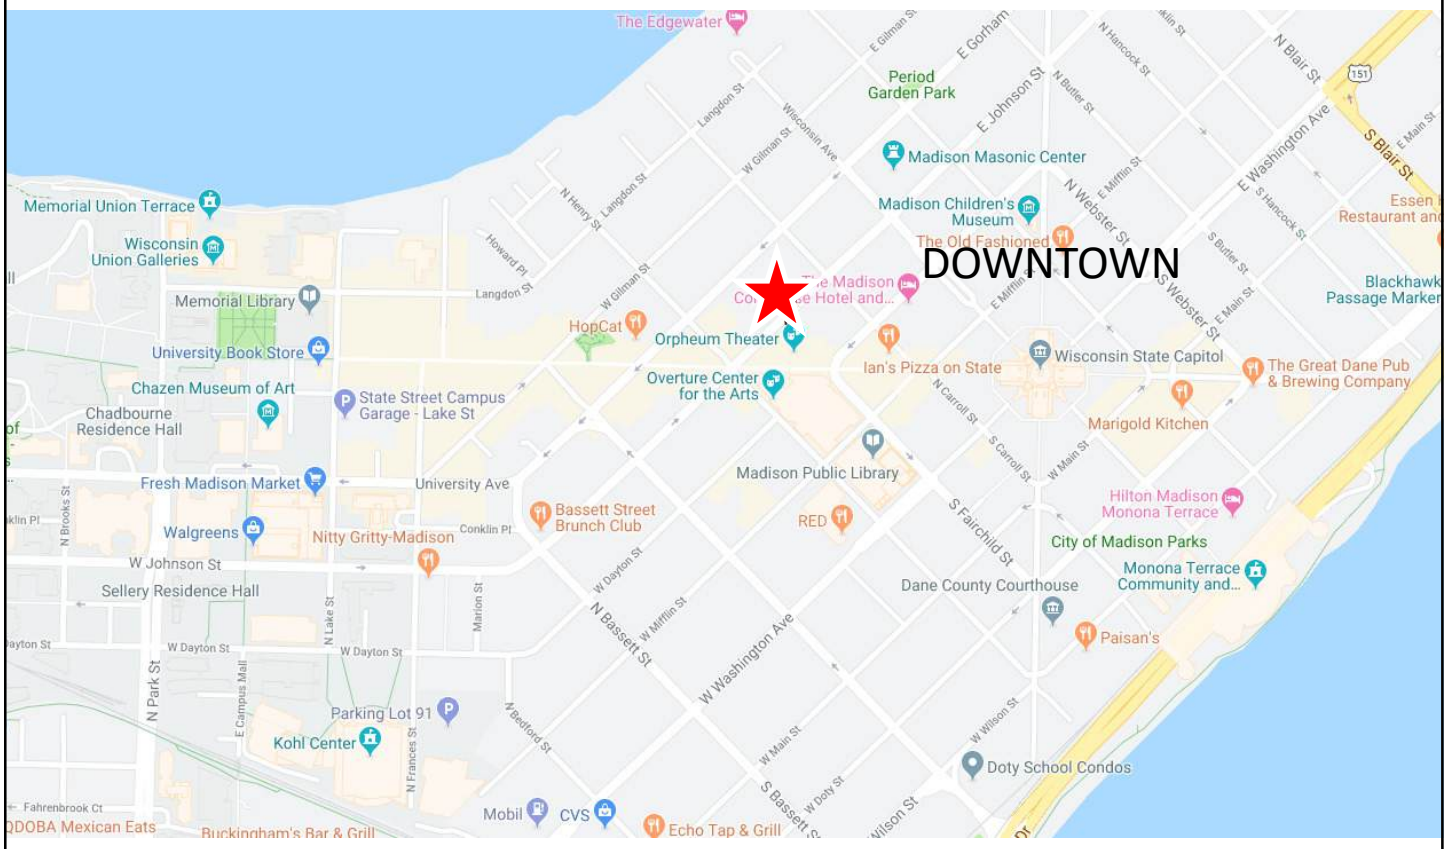 The Edgewater
E Gilman St
E Gorham
N Hancock St
N Blair St
151
Period
Garden Park
E Johnson St
N Butler St
Langdon St
Wisconsin Ave
W Gilman St
E Washington Ave
E Main St
S Blair St
Madison Masonic Center
E Mifflin St
Memorial Union Terrace
N Henry St
Langdon St
Madison Children's
Museum
N Webster St
S Hancock St
Essen
Restaurant and
Wisconsin
Union Galleries
Howard Pl
The Old Fashioned
DOWNTOWN
S Butler St
W Gilman St
The Madison
Hotel and...
E Mifflin
S Webster St
E Main St
Blackhawk
Passage Marker
Memorial Library
Langdon St
HopCat
Orpheum Theater
University Book Store
Ian's Pizza on State
Wisconsin State Capitol
The Great Dane Pub
& Brewing Company
Chazen Museum of Art
Overture Center
for the Arts
State Street Campus
Garage - Lake St
N Carroll St
Marigold Kitchen
Chadbourne
Residence Hall
of
S Carroll St
W Main St
Madison Public Library
Fresh Madison Market
University Ave
Hilton Madison
Monona Terrace
N Brooks St
klin Pl
Walgreens
Nitty Gritty-Madison
Conklin Pl
Bassett Street
Brunch Club
RED
S Fairchild St
City of Madison Parks
W Johnson St
W Dayton St
Monona Terrace
Community and...
Sellery Residence Hall
N Lake St
Marion St
N Bassett St
W Mifflin St
Dane County Courthouse
Paisan's
ayton St
W Dayton St
W Dayton St
W Washington Ave
N Park St
E Campus Mall
Parking Lot 91
Kohl Center
N Frances St
N Bedford St
W Main St
W Wilson St
Doty School Condos
Fahrenbrook Ct
QDOBA Mexican Eats
Buckingham's Bar & Grill
Mobil
CVS
Echo Tap & Grill
S Bassett St
W Doty St
Wilson St
Dr